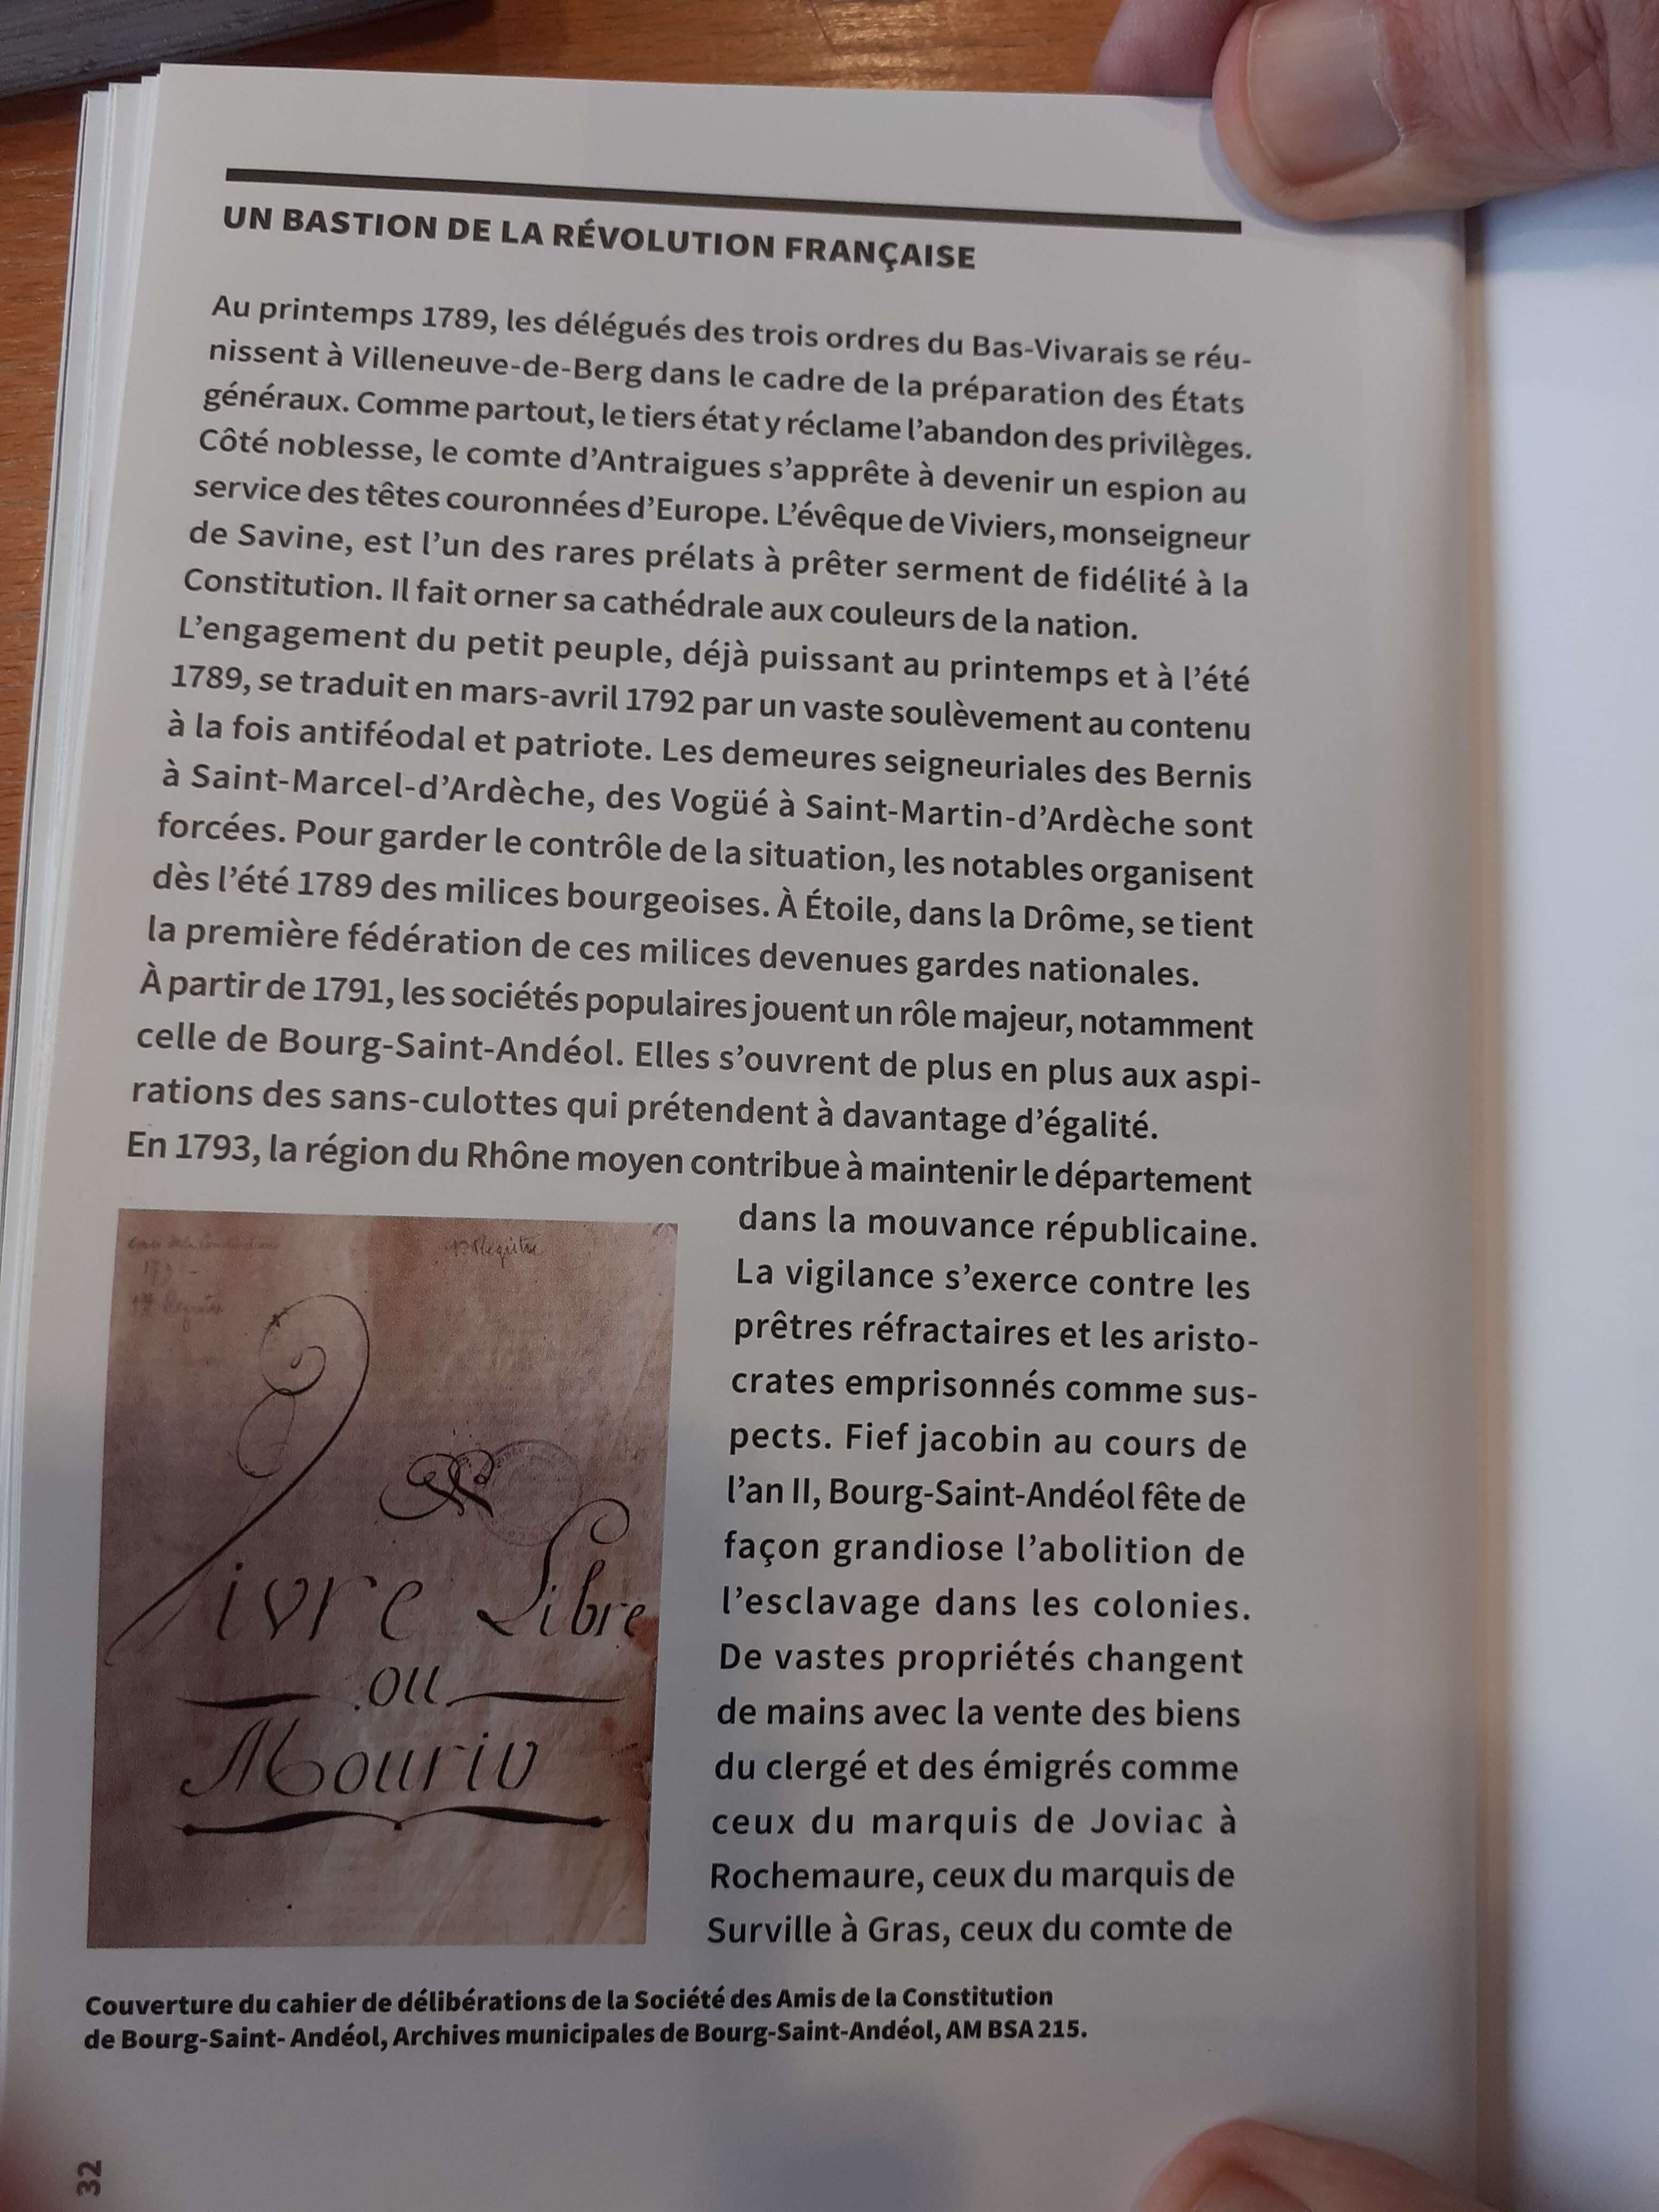 UN BASTION DE LA RÉVOLUTION FRANÇAISE
Au printemps 1789, les délégués des trois ordres du Bas-Vivarais se réu-
nissent à Villeneuve-de-Berg dans le cadre de la préparation des États
généraux. Comme partout, le tiers état y réclame l'abandon des privilèges.
Côté noblesse, le comte d'Antraigues s'apprête à devenir un espion au
service des têtes couronnées d'Europe. L'évêque de Viviers, monseigneur
de Savine, est l'un des rares prélats à prêter serment de fidélité à la
Constitution. Il fait orner sa cathédrale aux couleurs de la nation.
L'engagement du petit peuple, déjà puissant au printemps et à l'été
1789, se traduit en mars-avril 1792 par un vaste soulèvement au contenu
à la fois antiféodal et patriote. Les demeures seigneuriales des Bernis
à Saint-Marcel-d'Ardèche, des Vogüé à Saint-Martin-d'Ardèche sont
forcées. Pour garder le contrôle de la situation, les notables organisent
dès l'été 1789 des milices bourgeoises. À Étoile, dans la Drôme, se tient
la première fédération de ces milices devenues gardes nationales.
À partir de 1791, les sociétés populaires jouent un rôle majeur, notamment
celle de Bourg-Saint-Andéol. Elles s'ouvrent de plus en plus aux aspi-
rations des sans-culottes qui prétendent à davantage d'égalité.
En 1793, la région du Rhône moyen contribue à maintenir le département
dans la mouvance républicaine.
La vigilance s'exerce contre les
prêtres réfractaires et les aristo-
crates emprisonnés comme sus-
pects. Fief jacobin au cours de
l'an II, Bourg-Saint-Andéol fête de
façon grandiose l'abolition de
l'esclavage dans les colonies.
De vastes propriétés changent
de mains avec la vente des biens
du clergé et des émigrés comme
ceux du marquis de Joviac à
Rochemaure, ceux du marquis de
Surville à Gras, ceux du comte de
Vivre Libre
ou
Mourir
Couverture du cahier de délibérations de la Société des Amis de la Constitution
de Bourg-Saint- Andéol, Archives municipales de Bourg-Saint-Andéol, AM BSA 215.
32